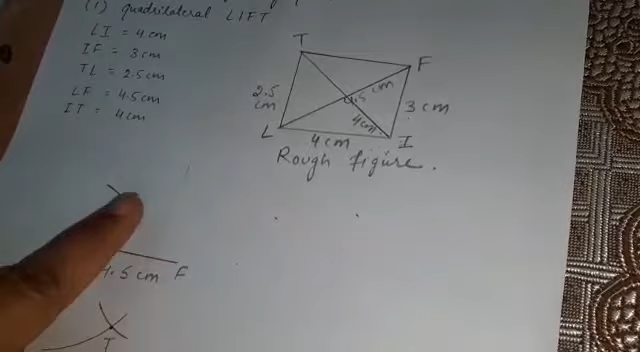 (i) quadrilateral LIFT
LI = 4 cm
IF = 3 cm
TL = 2.5 cm
LF = 4.5 cm
IT = 4 cm
T
F
2.5 cm
4.5 cm
3 cm
4 cm
L
4 cm
I
Rough figure.
4.5 cm F
T